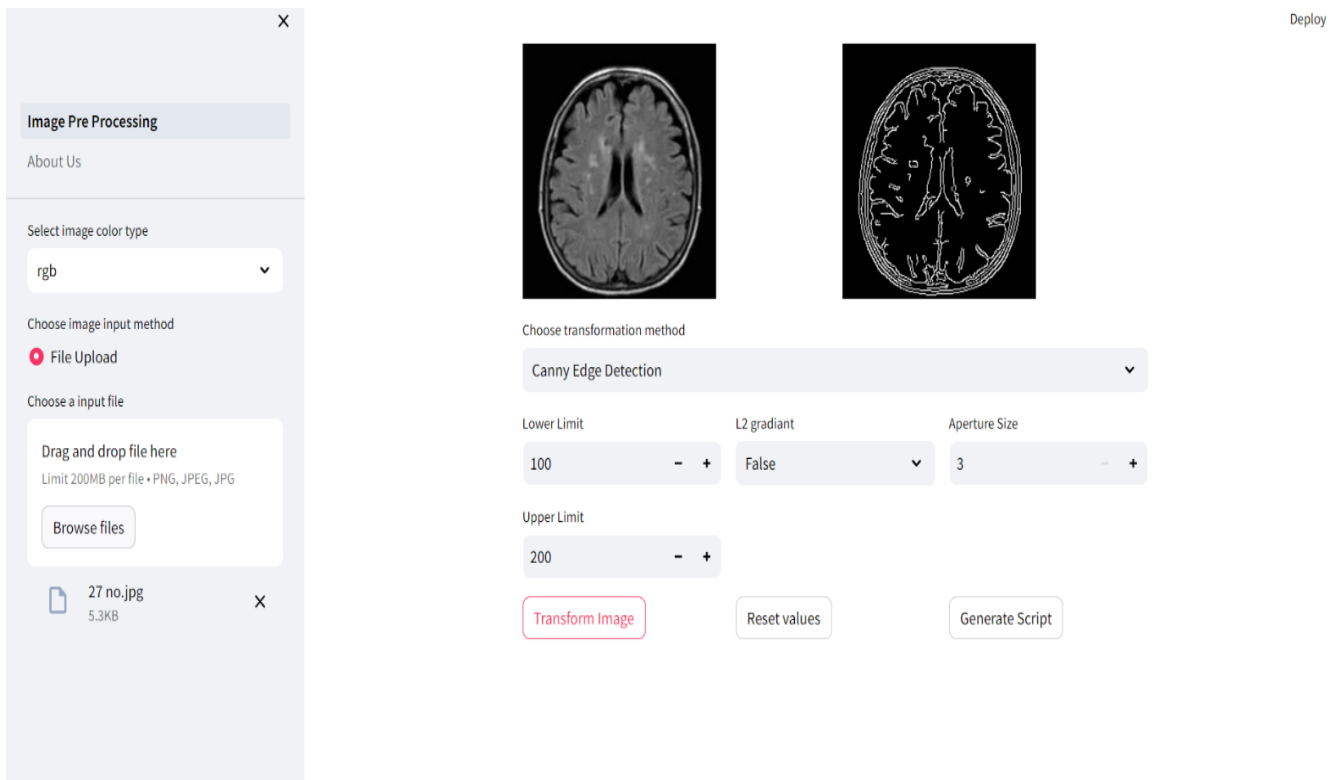 Deploy
Image Pre Processing
About Us
Select image color type
rgb
Choose image input method
File Upload
Choose a input file
Drag and drop file here
Limit 200MB per file • PNG, JPEG, JPG
Browse files
27 no.jpg
5.3KB
Choose transformation method
Canny Edge Detection
Lower Limit
L2 gradiant
Aperture Size
100
False
3
Upper Limit
200
Transform Image
Reset values
Generate Script